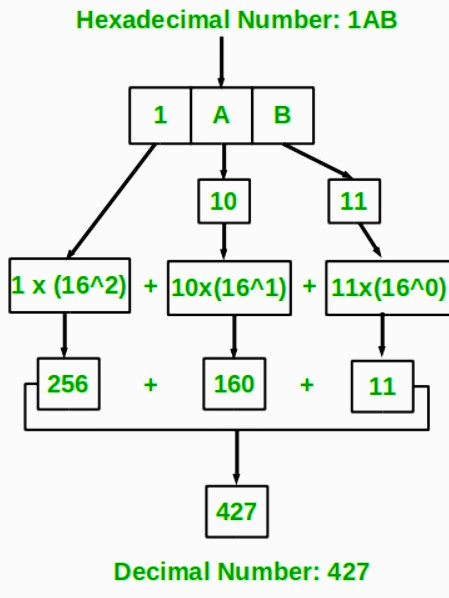 Hexadecimal Number: 1AB
1 A B
10 11
1 x (16^2) + 10x(16^1) + 11x(16^0)
256 + 160 + 11
427
Decimal Number: 427